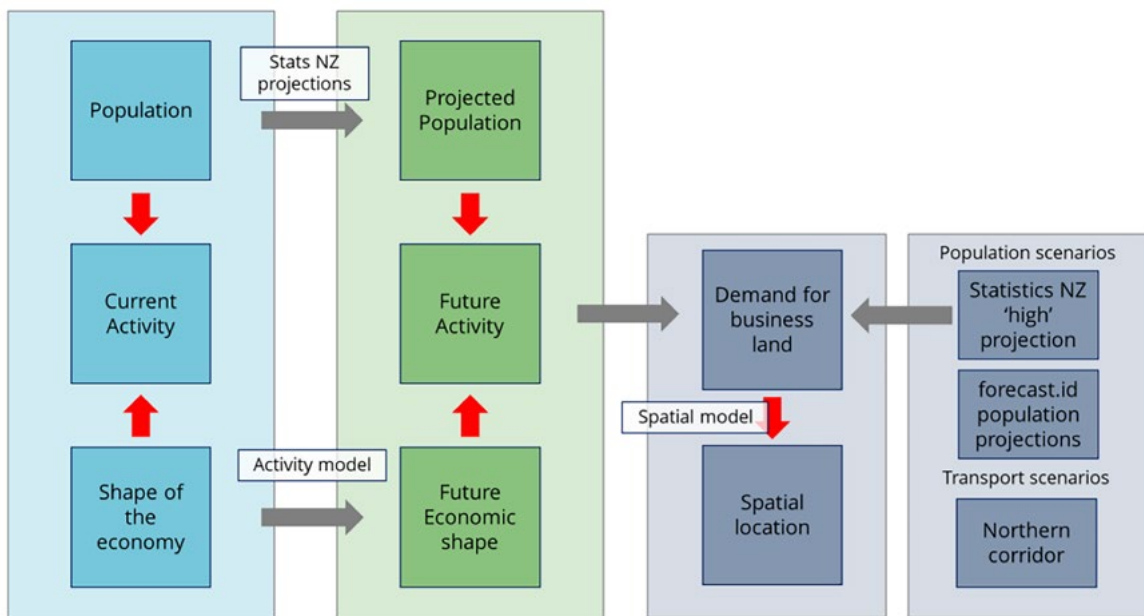 Population
Stats NZ
projections
Projected
Population
Current
Activity
Future
Activity
Shape of
the
economy
Activity model
Future
Economic
shape
Demand for
business
land
Spatial model
Spatial
location
Population scenarios
Statistics NZ
‘high’
projection
forecast.id
population
projections
Transport scenarios
Northern
corridor